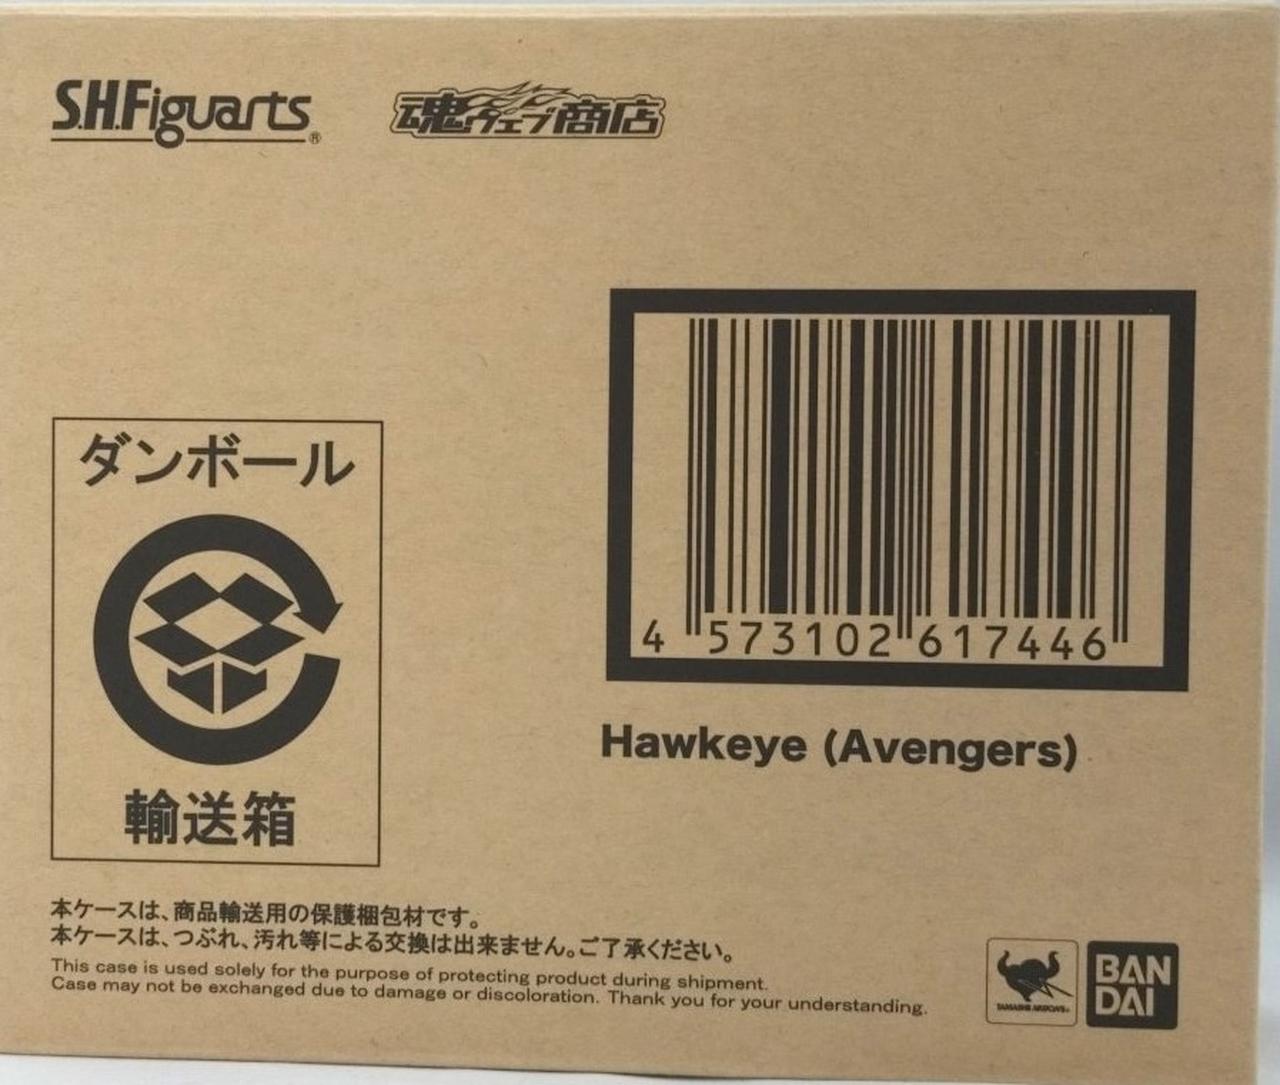 S.H.Figuarts®
魂ウェブ商店
4 573102 617446
Hawkeye (Avengers)
ダンボール
輸送箱
本ケースは、商品輸送用の保護梱包材です。
本ケースは、つぶれ、汚れ等による交換は出来ません。ご了承ください。
This case is used solely for the purpose of protecting product during shipment.
Case may not be exchanged due to damage or discoloration. Thank you for your understanding.
TAMASHII NATIONS
BAN
DAI